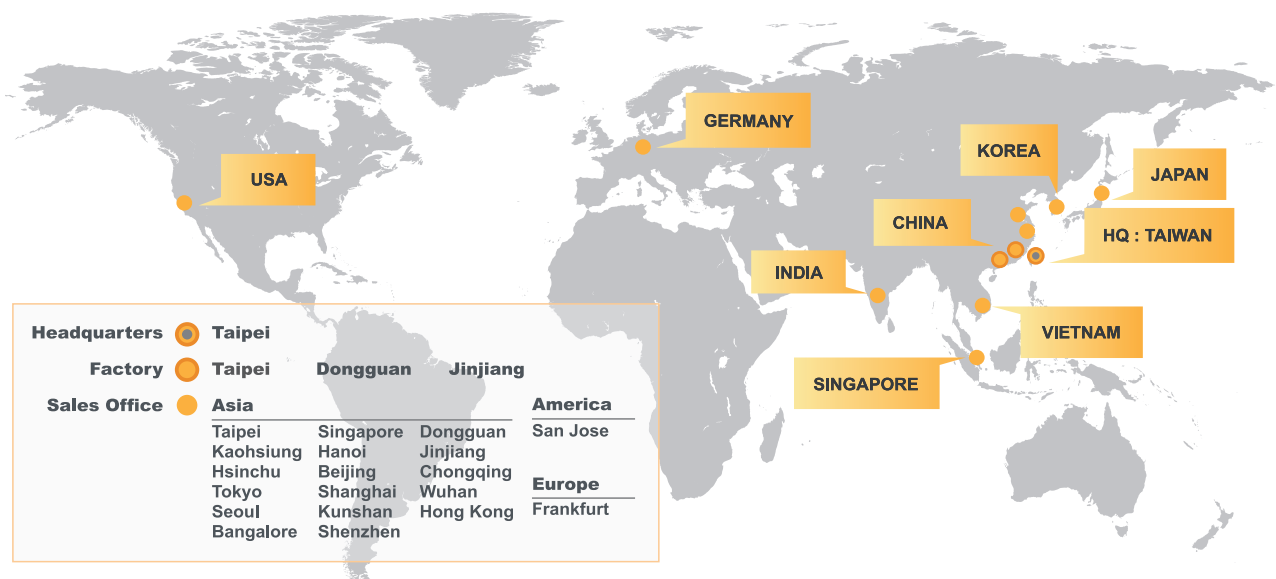 GERMANY
KOREA
USA
JAPAN
CHINA
HQ : TAIWAN
INDIA
VIETNAM
SINGAPORE
Headquarters Taipei
Factory Taipei Dongguan Jinjiang
Sales Office Asia America
Taipei Singapore Dongguan San Jose
Kaohsiung Hanoi Jinjiang
Hsinchu Beijing Chongqing Europe
Tokyo Shanghai Wuhan
Seoul Kunshan Hong Kong Frankfurt
Bangalore Shenzhen